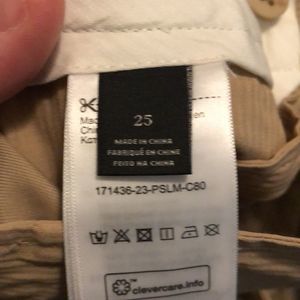 25
MADE IN CHINA
FABRIQUÉ EN CHINE
FEITO NA CHINA
171436-23-PSLM-C80
clevercare.info